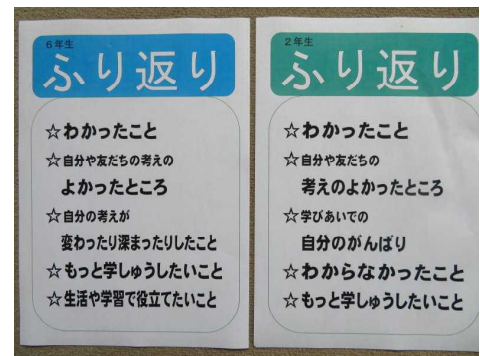 6年生
ふり返り
☆わかったこと
☆自分や友だちの考えの
よかったところ
☆自分の考えが
変わったり深まったりしたこと
☆もっと学しゅうしたいこと
☆生活や学習で役立てたいこと
2年生
ふり返り
☆わかったこと
☆自分や友だちの
考えのよかったところ
☆学びあいでの
自分のがんばり
☆わからなかったこと
☆もっと学しゅうしたいこと